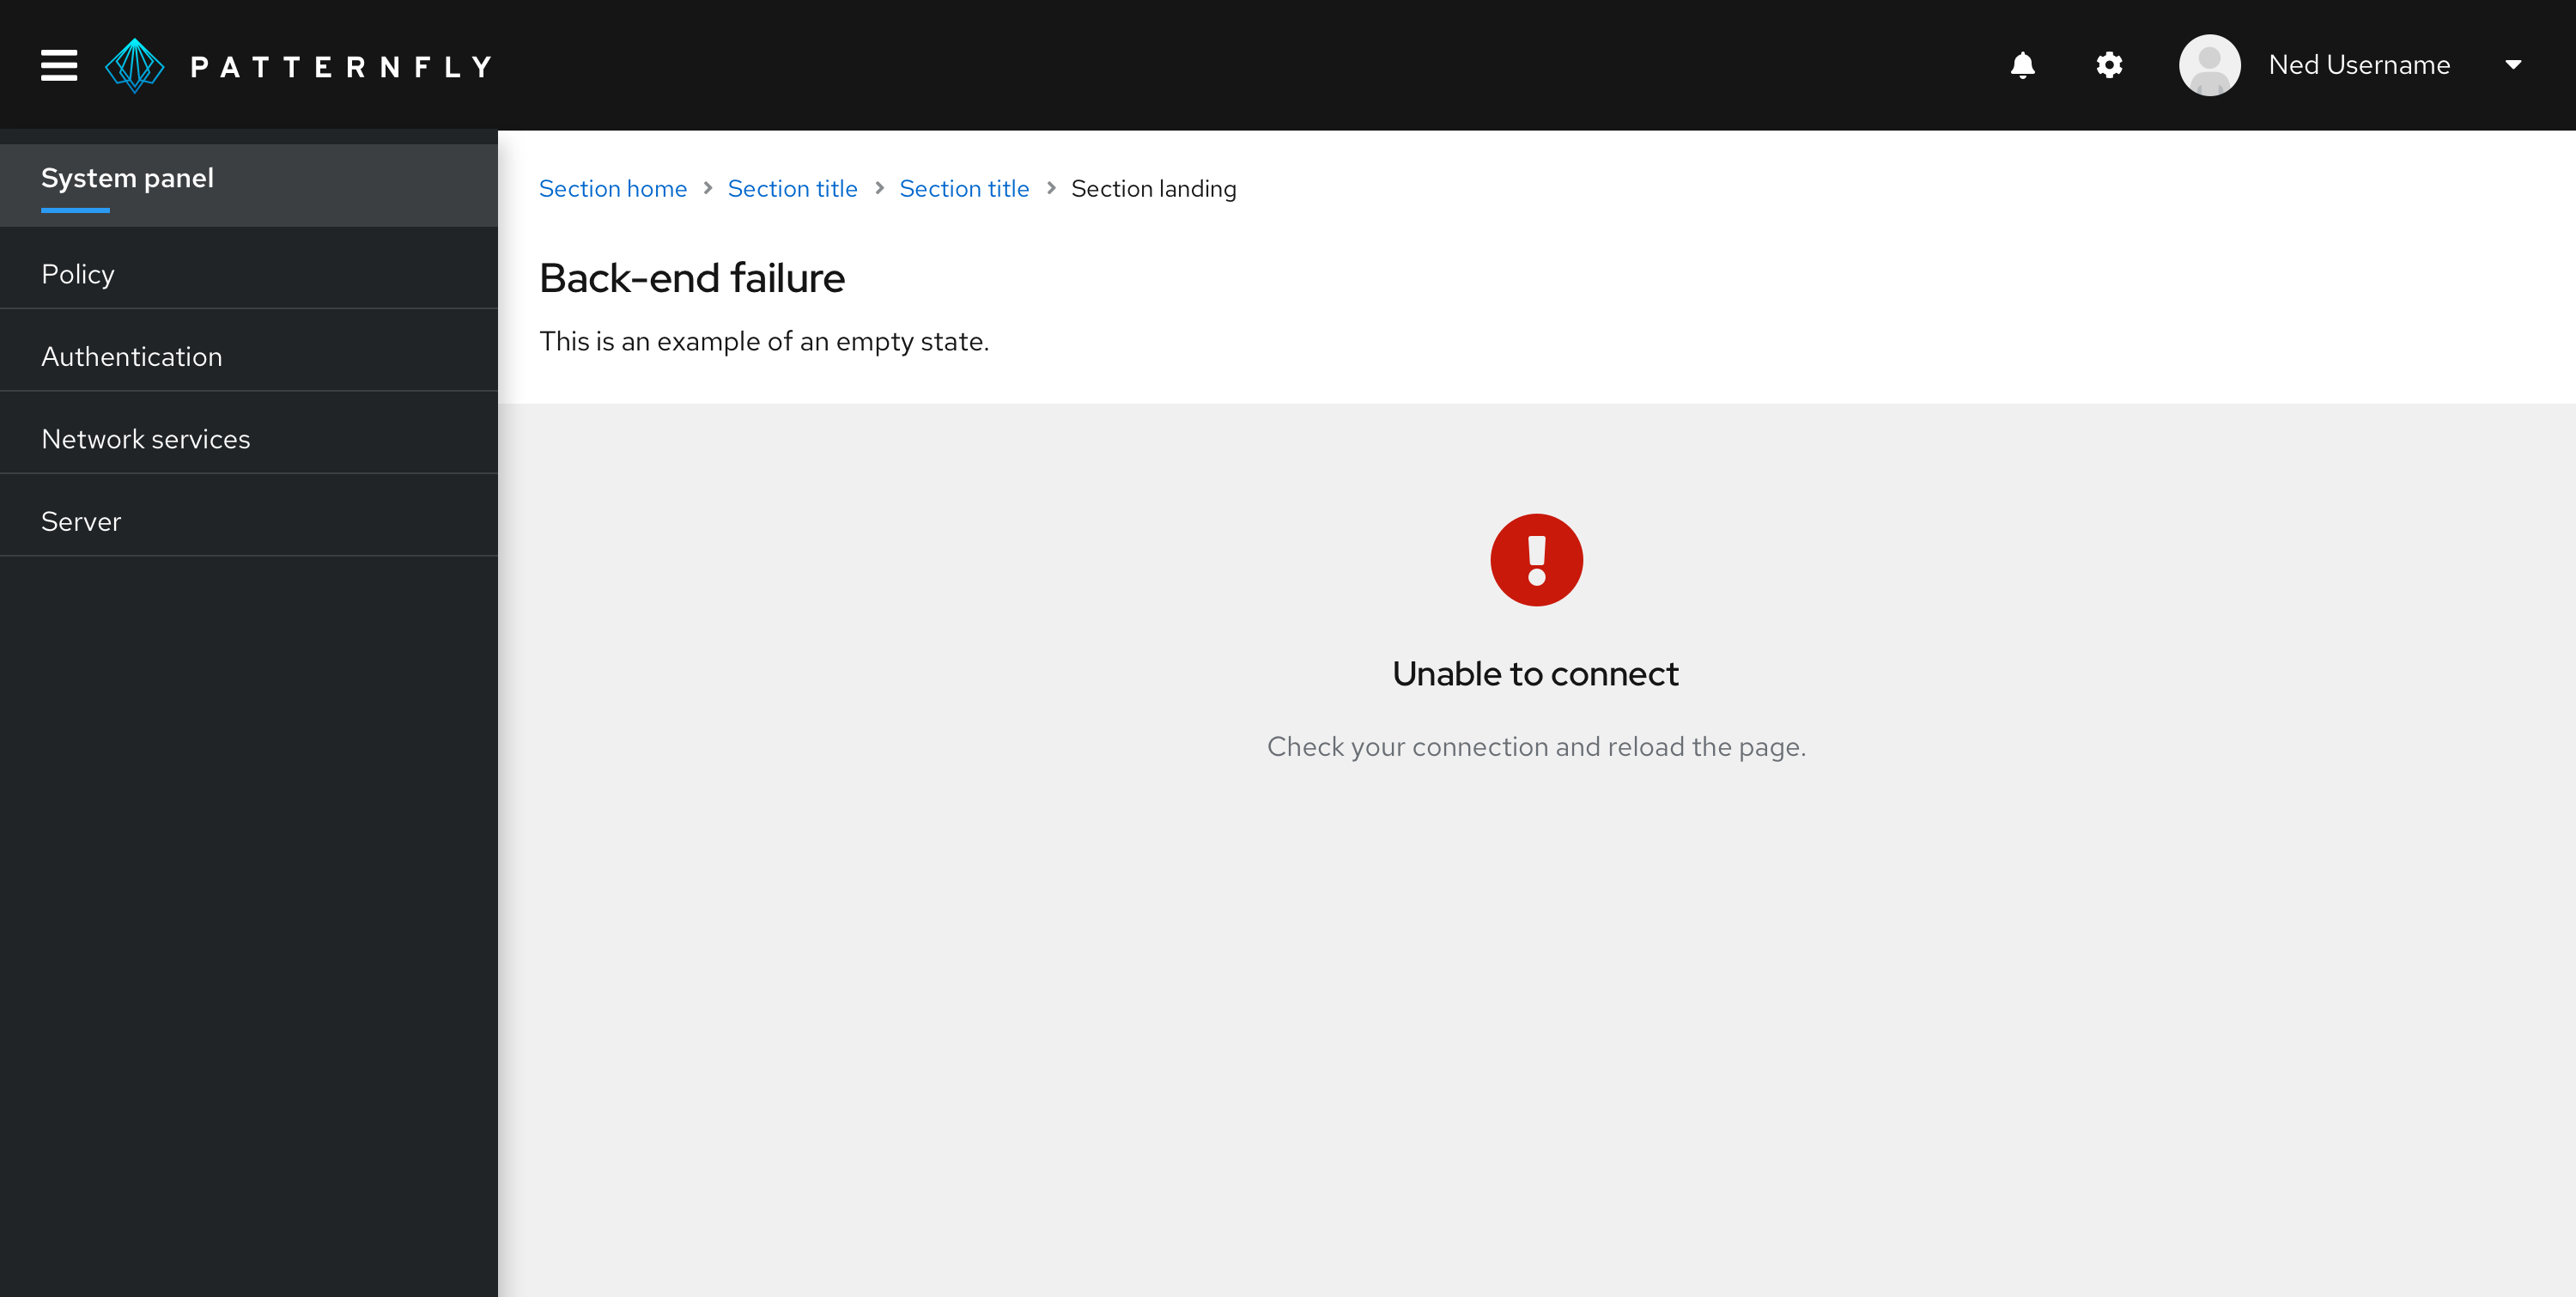 PATTERNFLY
Ned Username
System panel
Policy
Authentication
Network services
Server
Section home > Section title > Section title > Section landing
Back-end failure
This is an example of an empty state.
Unable to connect
Check your connection and reload the page.